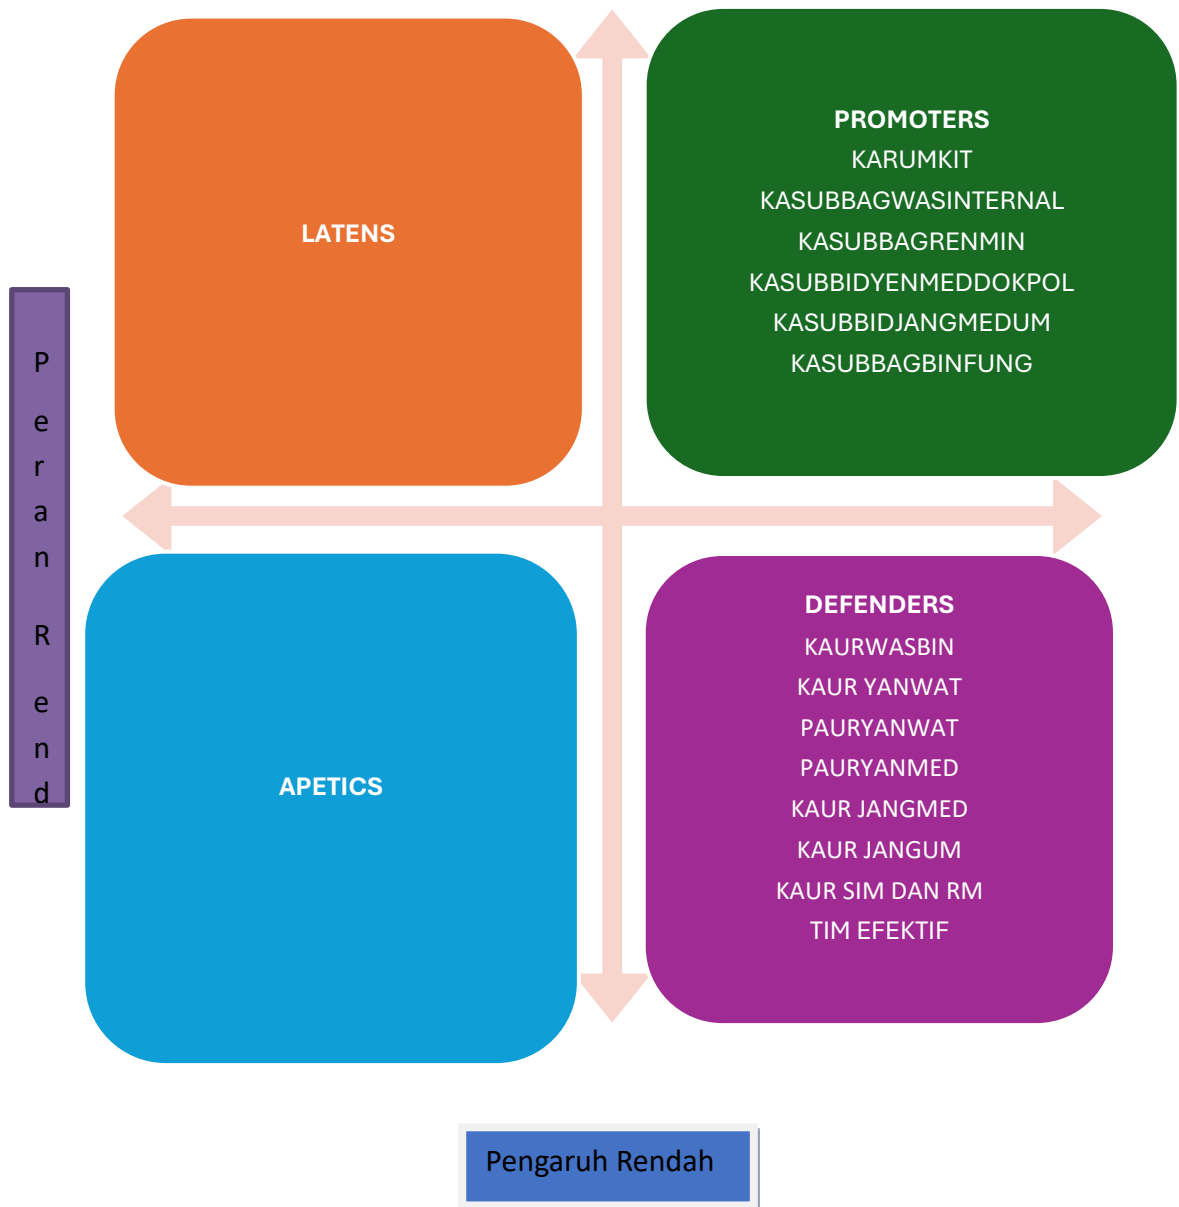 LATENS
PROMOTERS
KARUMKIT
KASUBBAGWASINTERNAL
KASUBBAGRENMIN
KASUBBIDYENMEDDOKPOL
KASUBBIDJANGMEDUM
KASUBBAGBINFUNG
P
e
r
a
n
R
e
n
d
APETICS
DEFENDERS
KAURWASBIN
KAUR YANWAT
PAURYANWAT
PAURYANMED
KAUR JANGMED
KAUR JANGUM
KAUR SIM DAN RM
TIM EFEKTIF
Pengaruh Rendah